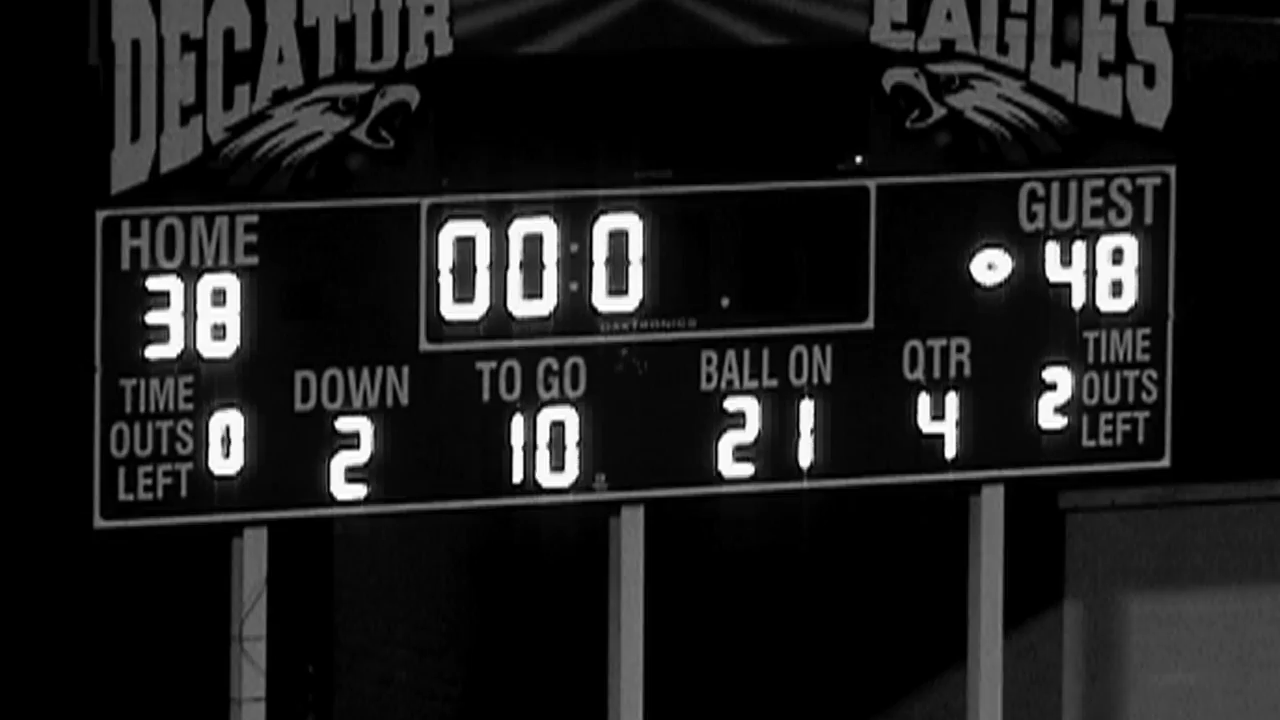 DECATUR EAGLES
HOME GUEST
00:0
38 48
DAKTRONICS
TIME OUTS LEFT 0
DOWN 2
TO GO 10
BALL ON 21
QTR 4
2 TIME OUTS LEFT